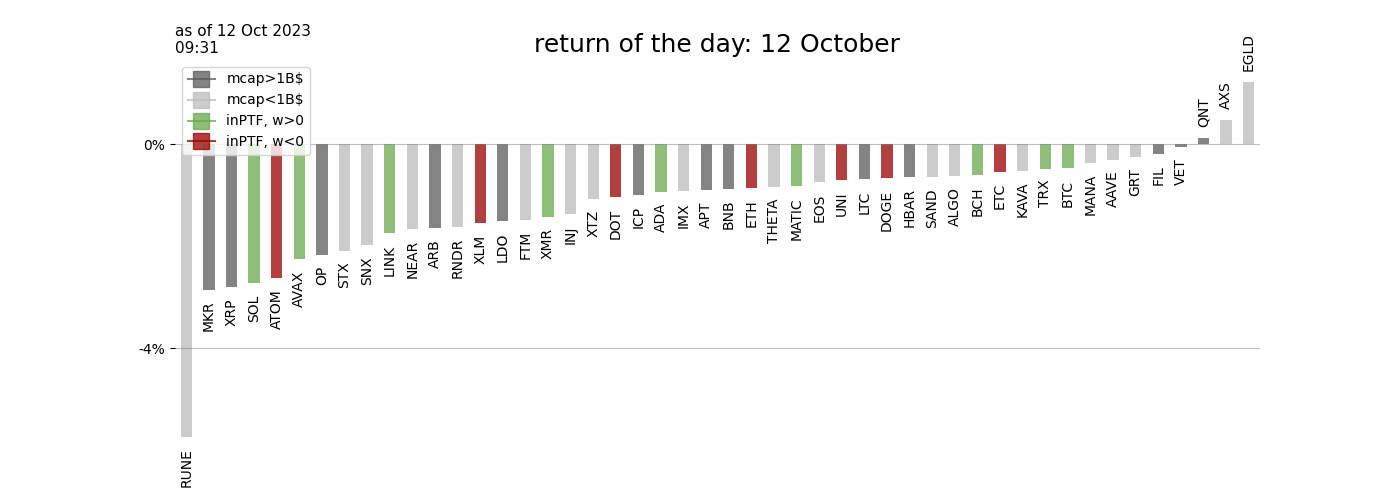 as of 12 Oct 2023
09:31
return of the day: 12 October
mcap>1B$
mcap<1B$
inPTF, w>0
inPTF, w<0
0%
-4%
RUNE
MKR
XRP
SOL
ATOM
AVAX
OP
STX
SNX
LINK
NEAR
ARB
RNDR
XLM
LDO
FTM
XMR
INJ
XTZ
DOT
ICP
ADA
IMX
APT
BNB
ETH
THETA
MATIC
EOS
UNI
LTC
DOGE
HBAR
SAND
ALGO
BCH
ETC
KAVA
TRX
BTC
MANA
AAVE
GRT
FIL
VET
QNT
AXS
EGLD